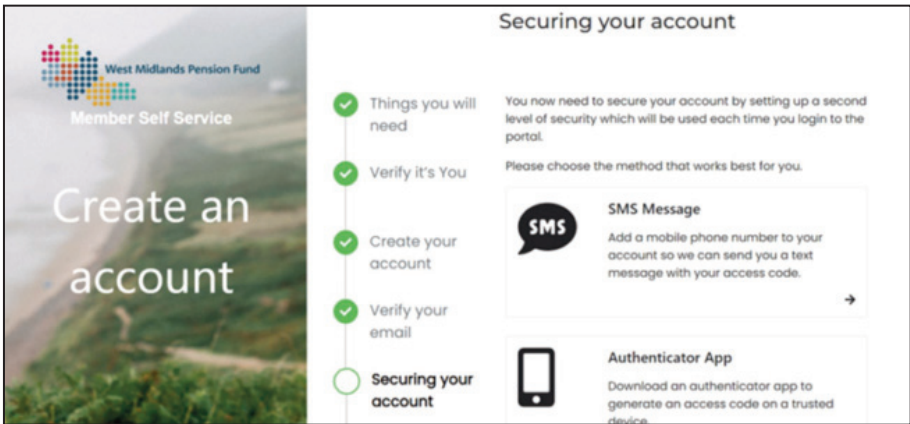 West Midlands Pension Fund
Member Self Service
Create an
account
Securing your account
Things you will
need
Verify it's You
Create your
account
Verify your
email
Securing your
account
You now need to secure your account by setting up a second
level of security which will be used each time you login to the
portal.
Please choose the method that works best for you.
SMS
SMS Message
Add a mobile phone number to your
account so we can send you a text
message with your access code.
Authenticator App
Download an authenticator app to
generate an access code on a trusted
device.